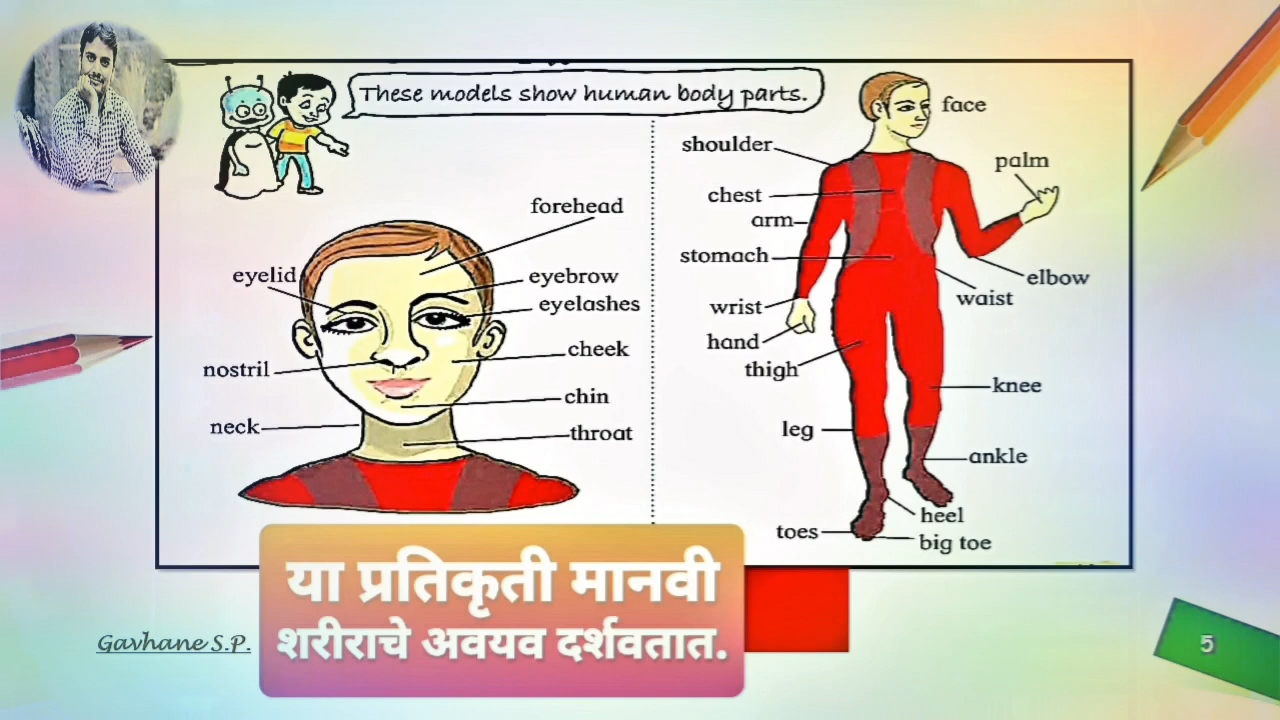 These models show human body parts.
forehead
eyelid
eyebrow
eyelashes
nostril
cheek
chin
neck
throat
face
shoulder
palm
chest
arm
stomach
elbow
waist
wrist
hand
thigh
knee
leg
ankle
heel
toes
big toe
या प्रतिकृती मानवी
शरीराचे अवयव दर्शवतात.
Gavhane S.P.
5